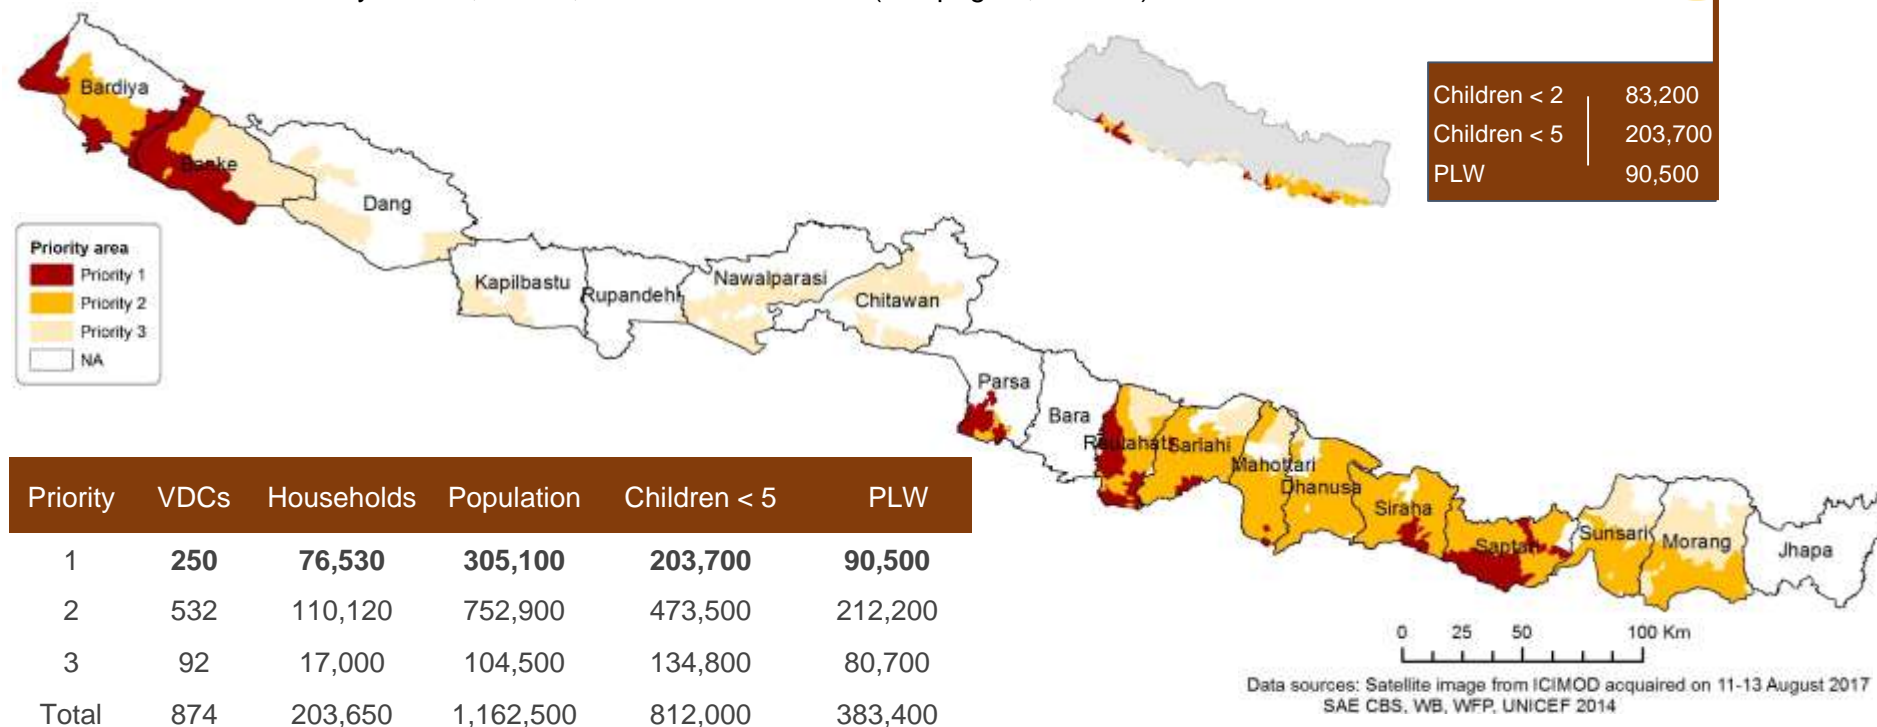 Children < 2 83,200
Children < 5 203,700
PLW 90,500
Bardiya
Banke
Dang
Kapilbastu
Rupandehi
Nawalparasi
Chitawan
Parsa
Bara
Rautahat
Sarlahi
Mahottari
Dhanusa
Siraha
Saptari
Sunsari
Morang
Jhapa
Priority area
Priority 1
Priority 2
Priority 3
NA
Priority VDCs Households Population Children < 5 PLW
1 250 76,530 305,100 203,700 90,500
2 532 110,120 752,900 473,500 212,200
3 92 17,000 104,500 134,800 80,700
Total 874 203,650 1,162,500 812,000 383,400
0 25 50 100 Km
Data sources: Satellite image from ICIMOD acquaired on 11-13 August 2017
SAE CBS, WB, WFP, UNICEF 2014